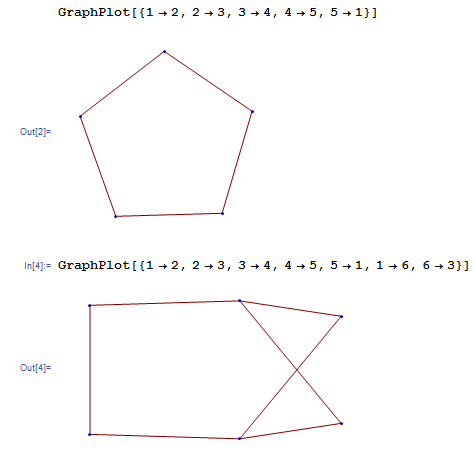 GraphPlot[{1→2, 2→3, 3→4, 4→5, 5→1}]
Out[2]=
In[4]:= GraphPlot[{1→2, 2→3, 3→4, 4→5, 5→1, 1→6, 6→3}]
Out[4]=